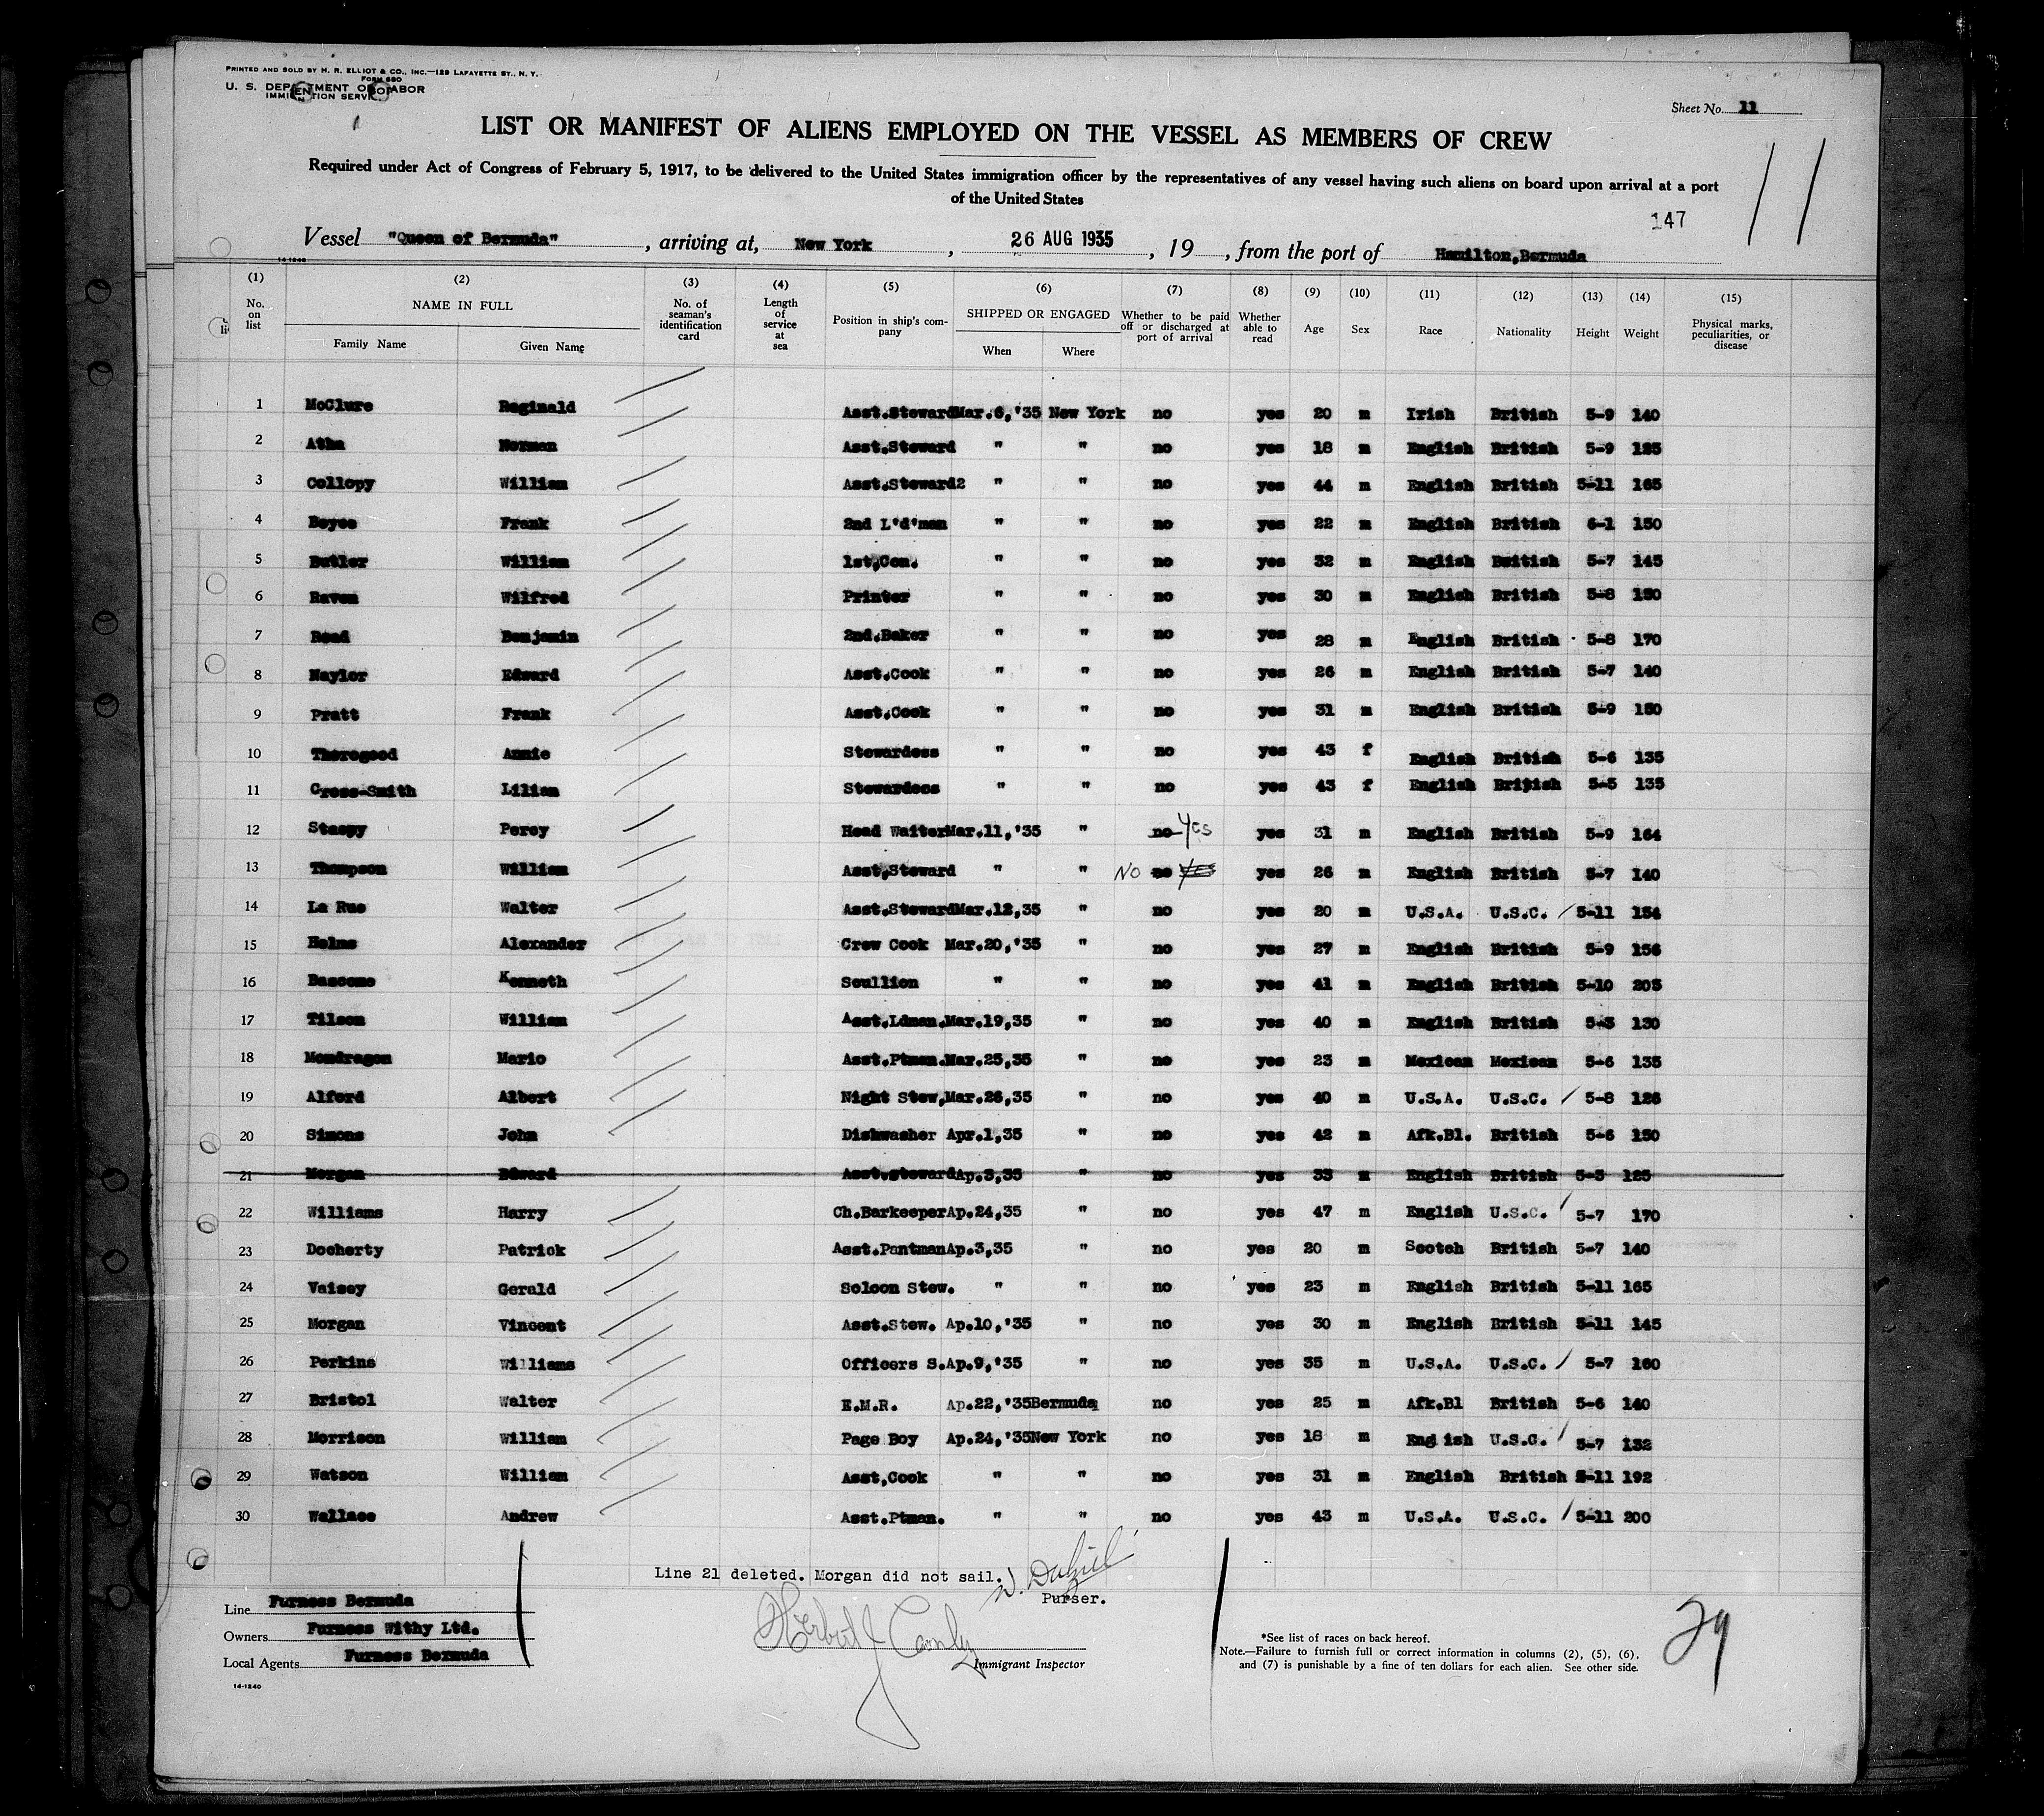 PRINTED AND SOLD BY H. R. ELLIOT & CO., INC.—129 LAFAYETTE ST., N. Y.
FORM 680
U. S. DEPARTMENT OF LABOR
IMMIGRATION SERVICE
Sheet No. 11
LIST OR MANIFEST OF ALIENS EMPLOYED ON THE VESSEL AS MEMBERS OF CREW
Required under Act of Congress of February 5, 1917, to be delivered to the United States immigration officer by the representatives of any vessel having such aliens on board upon arrival at a port
of the United States
147
11
Vessel "Queen of Bermuda", arriving at, New York, 26 AUG 1935, 19, from the port of Hamilton,Bermuda
14-1240
(1) (2) (3) (4) (5) (6) (7) (8) (9) (10) (11) (12) (13) (14) (15)
No. on list NAME IN FULL Family Name Given Name No. of seaman's identification card Length of service at sea Position in ship's company SHIPPED OR ENGAGED When Where Whether to be paid off or discharged at port of arrival Whether able to read Age Sex Race Nationality Height Weight Physical marks, peculiarities, or disease
1 McClure Reginald Asst.Steward Mar.6,'35 New York no yes 20 m Irish British 5-9 140
2 Atha Norman Asst.Steward " " no yes 18 m English British 5-9 125
3 Collopy William Asst.Steward2 " " no yes 44 m English British 5-11 165
4 Boyce Frank 2nd L'd'man " " no yes 22 m English British 6-1 150
5 Butler William 1st.Con. " " no yes 32 m English British 5-7 145
6 Raven Wilfred Printer " " no yes 30 m English British 5-8 150
7 Read Benjamin 2nd.Baker " " no yes 28 m English British 5-8 170
8 Naylor Edward Asst.Cook " " no yes 26 m English British 5-7 140
9 Pratt Frank Asst.Cook " " no yes 31 m English British 5-9 150
10 Thorogood Annie Stewardess " " no yes 43 f English British 5-6 135
11 Cross-Smith Lilian Stewardess " " no yes 43 f English British 5-5 135
12 Stacey Percy Head Waiter Mar.11,'35 " no Yes yes 31 m English British 5-9 164
13 Thompson William Asst.Steward " " NO no yes 26 m English British 5-7 140
14 La Rue Walter Asst.Steward Mar.12,35 " no yes 20 m U.S.A. U.S.C. 5-11 154
15 Helms Alexander Crew Cook Mar.20,'35 " no yes 27 m English British 5-9 156
16 Bascome Kenneth Scullion " " no yes 41 m English British 5-10 205
17 Tilson William Asst.Ldman. Mar.19,35 " no yes 40 m English British 5-3 130
18 Mondragon Mario Asst.Ptman. Mar.25,35 " no yes 23 m Mexican Mexican 5-6 135
19 Alford Albert Night Stew, Mar.26,35 " no yes 40 m U.S.A. U.S.C. 5-8 126
20 Simons John Dishwasher Apr.1,35 " no yes 42 m Afk.Bl. British 5-6 150
21 Morgan Edward Asst.steward Ap.3,35 " no yes 33 m English British 5-3 125
22 Williams Harry Ch.Barkeeper Ap.24,35 " no yes 47 m English U.S.C. 5-7 170
23 Docherty Patrick Asst.Pantman Ap.3,35 " no yes 20 m Scotch British 5-7 140
24 Vaisey Gerald Soloon Stew. " " no yes 23 m English British 5-11 165
25 Morgan Vincent Asst.Stew. Ap.10,'35 " no yes 30 m English British 5-11 145
26 Perkins Williams Officers S. Ap.9,'35 " no yes 35 m U.S.A. U.S.C. 5-7 160
27 Bristol Walter E.M.R. Ap.22,'35 Bermuda no yes 25 m Afk.Bl British 5-6 140
28 Morrison William Page Boy Ap.24,'35 New York no yes 18 m Eng ish U.S.C. 5-7 132
29 Watson William Asst,Cook " " no yes 31 m English British 5-11 192
30 Wallace Andrew Asst.Ptman. " " no yes 43 m U.S.A. U.S.C. 5-11 200
Line 21 deleted. Morgan did not sail.
Purser.
Line Furness Bermuda
Owners Furness Withy Ltd.
Local Agents Furness Bermuda
14-1240
Immigrant Inspector
*See list of races on back hereof.
Note.—Failure to furnish full or correct information in columns (2), (5), (6),
and (7) is punishable by a fine of ten dollars for each alien. See other side.
29